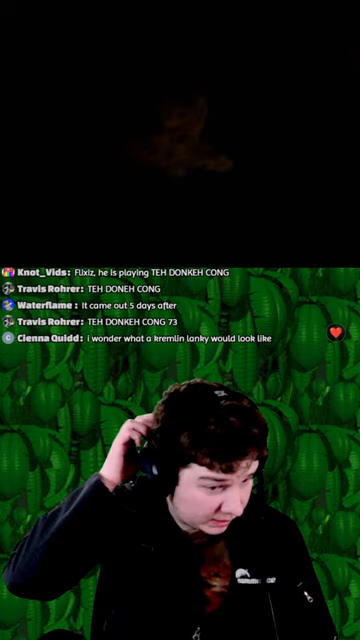 Knot_Vids: Flixiz, he is playing TEH DONKEH CONG
Travis Rohrer: TEH DONEH CONG
Waterflame: It came out 5 days after
Travis Rohrer: TEH DONKEH CONG 73
C Cienna Quidd: i wonder what a kremlin lanky would look like